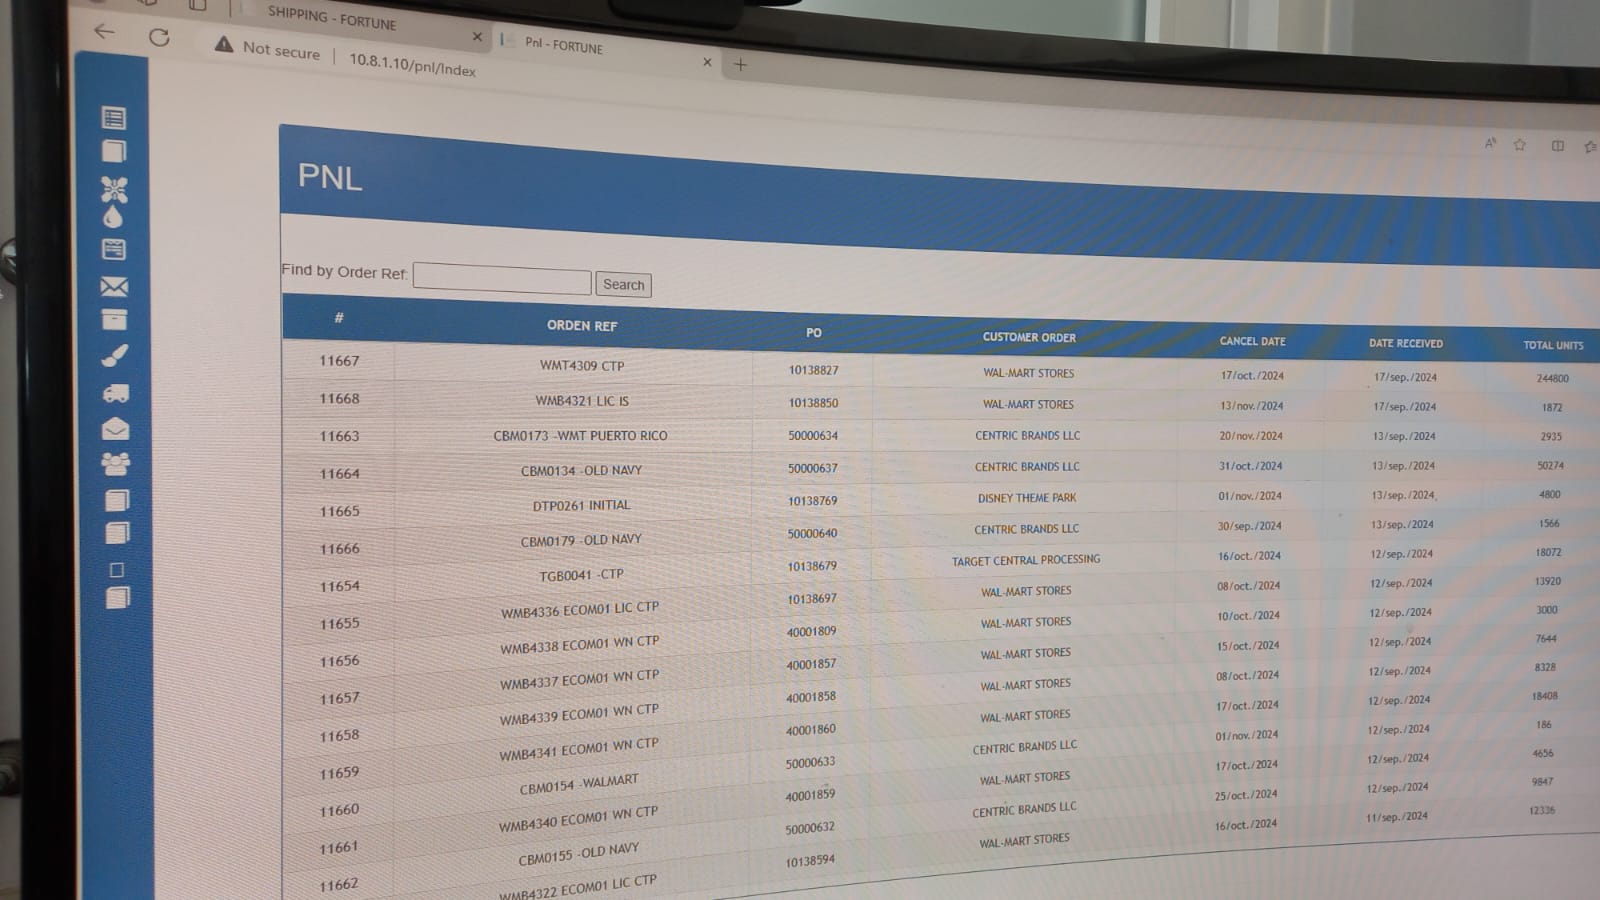 SHIPPING - FORTUNE
Pnl - FORTUNE
Not secure | 10.8.1.10/pnl/Index
PNL
Find by Order Ref: Search
# ORDEN REF PO CUSTOMER ORDER CANCEL DATE DATE RECEIVED TOTAL UNITS
11667 WMT4309 CTP 10138827 WAL-MART STORES 17/oct./2024 17/sep./2024 244800
11668 WMB4321 LIC IS 10138850 WAL-MART STORES 13/nov./2024 17/sep./2024 1872
11663 CBM0173 -WMT PUERTO RICO 50000634 CENTRIC BRANDS LLC 20/nov./2024 13/sep./2024 2935
11664 CBM0134 -OLD NAVY 50000637 CENTRIC BRANDS LLC 31/oct./2024 13/sep./2024 50274
11665 DTP0261 INITIAL 10138769 DISNEY THEME PARK 01/nov./2024 13/sep./2024 4800
11666 CBM0179 -OLD NAVY 50000640 CENTRIC BRANDS LLC 30/sep./2024 13/sep./2024 1566
11654 TGB0041 -CTP 10138679 TARGET CENTRAL PROCESSING 16/oct./2024 12/sep./2024 18072
11655 WMB4336 ECOM01 LIC CTP 10138697 WAL-MART STORES 08/oct./2024 12/sep./2024 13920
11656 WMB4338 ECOM01 WN CTP 40001809 WAL-MART STORES 10/oct./2024 12/sep./2024 3000
11657 WMB4337 ECOM01 WN CTP 40001857 WAL-MART STORES 15/oct./2024 12/sep./2024 7644
11658 WMB4339 ECOM01 WN CTP 40001858 WAL-MART STORES 08/oct./2024 12/sep./2024 8328
11659 WMB4341 ECOM01 WN CTP 40001860 WAL-MART STORES 17/oct./2024 12/sep./2024 18408
11660 CBM0154 -WALMART 50000633 CENTRIC BRANDS LLC 01/nov./2024 12/sep./2024 186
11661 WMB4340 ECOM01 WN CTP 40001859 WAL-MART STORES 17/oct./2024 12/sep./2024 4656
11662 CBM0155 -OLD NAVY 50000632 CENTRIC BRANDS LLC 25/oct./2024 12/sep./2024 9847
WMB4322 ECOM01 LIC CTP 10138594 WAL-MART STORES 16/oct./2024 11/sep./2024 12336